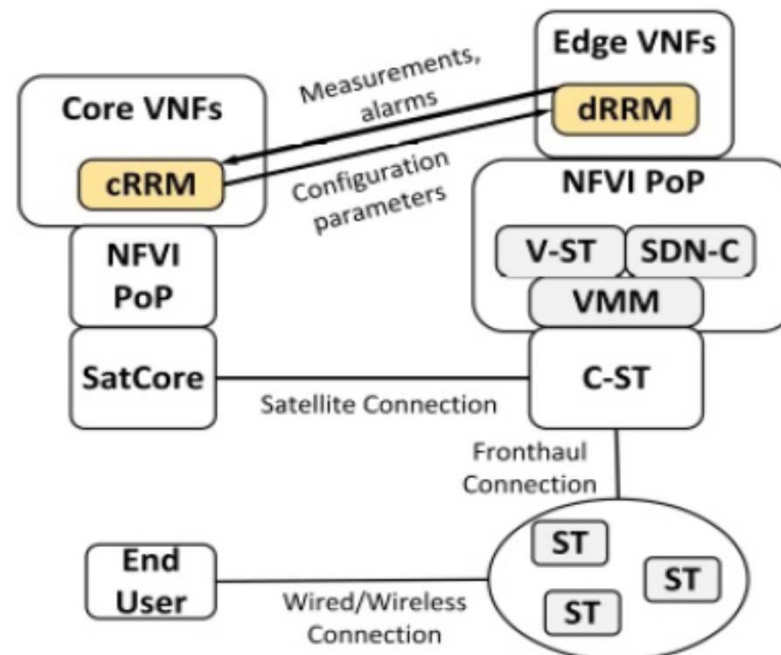 Edge VNFs
Measurements,
alarms
Core VNFs
dRRM
cRRM
Configuration
parameters
NFVI PoP
NFVI
PoP
V-ST
SDN-C
VMM
SatCore
C-ST
Satellite Connection
Fronthaul
Connection
ST
End
User
ST
Wired/Wireless
Connection
ST